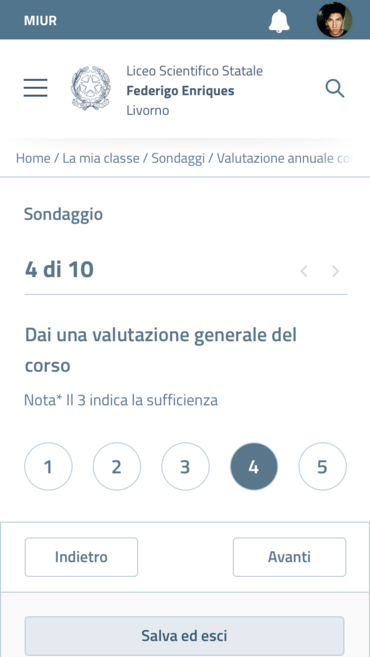 MIUR
Liceo Scientifico Statale
Federigo Enriques
Livorno
Home / La mia classe / Sondaggi / Valutazione annuale
Sondaggio
4 di 10
Dai una valutazione generale del
corso
Nota* Il 3 indica la sufficienza
1 2 3 4 5
Indietro Avanti
Salva ed esci